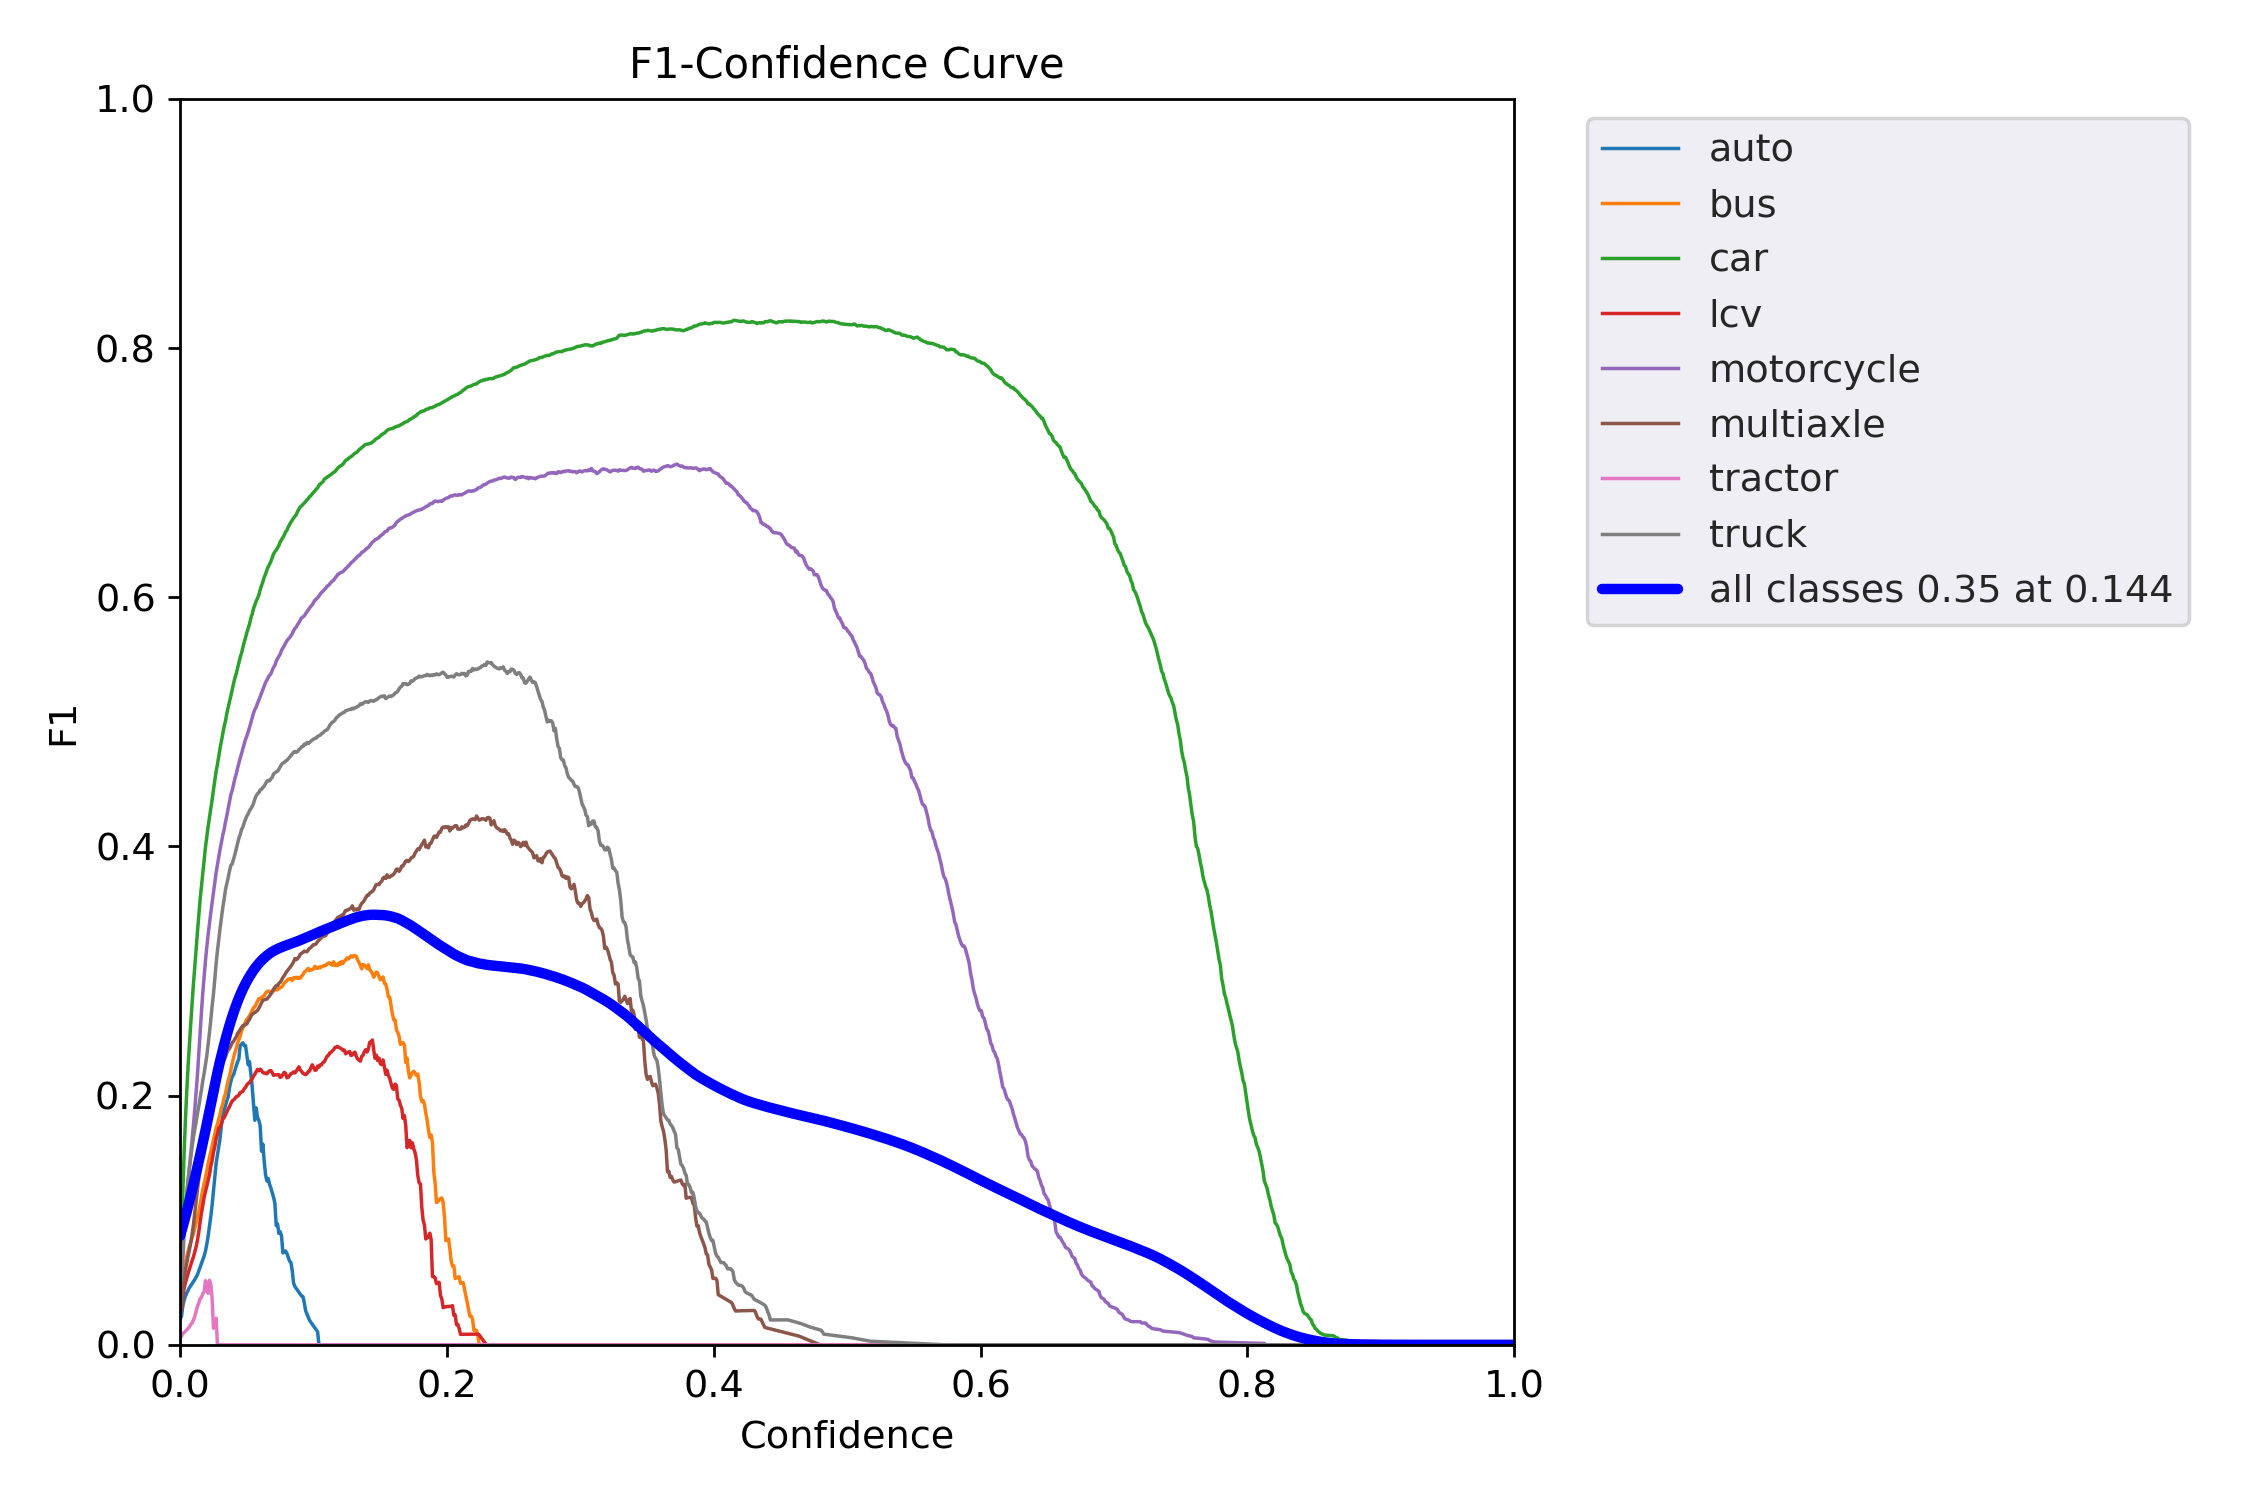 F1-Confidence Curve
1.0
0.8
0.6
0.4
0.2
0.0
F1
0.0 0.2 0.4 0.6 0.8 1.0
Confidence
auto
bus
car
lcv
motorcycle
multiaxle
tractor
truck
all classes 0.35 at 0.144